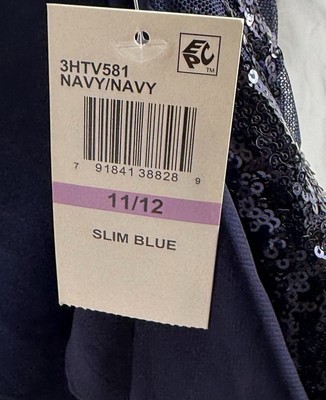 EPC
TM
3HTV581
NAVY/NAVY
7 91841 38828 9
11/12
SLIM BLUE